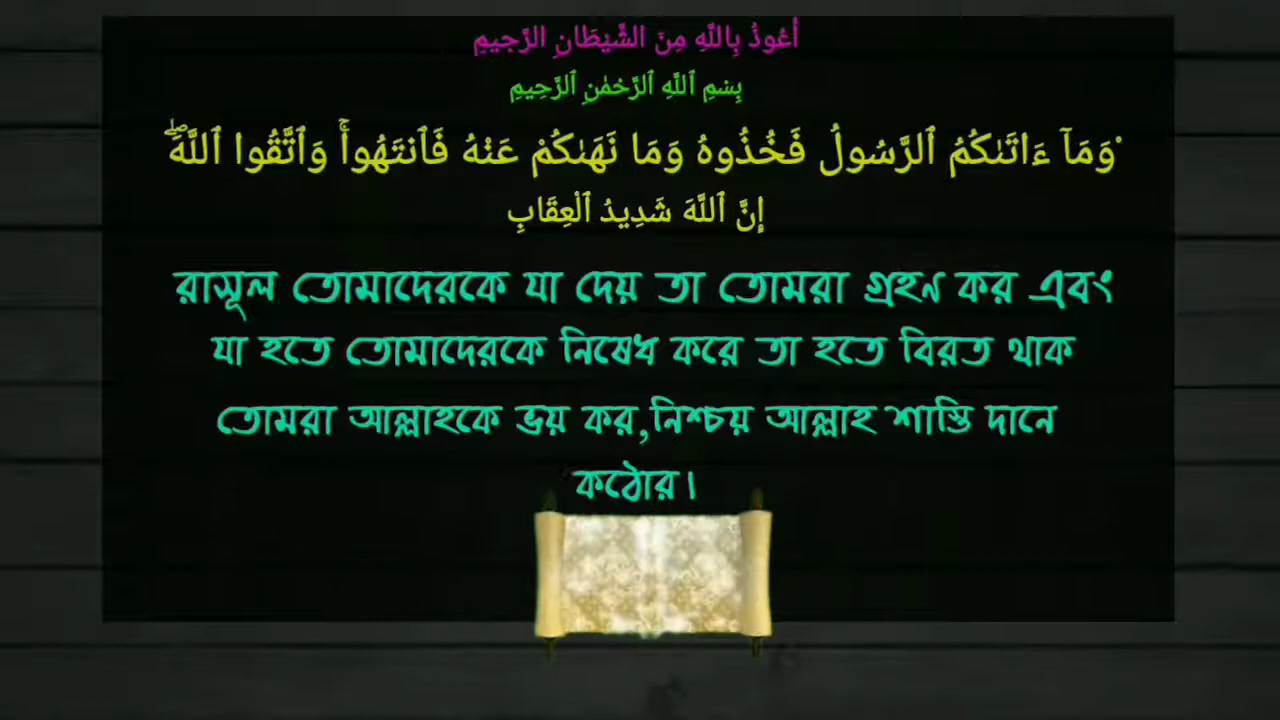 أَعُوذُ بِاللَّهِ مِنَ الشَّيْطَانِ الرَّجِيمِ
بِسْمِ ٱللَّهِ ٱلرَّحْمَٰنِ ٱلرَّحِيمِ
وَمَآ ءَاتَىٰكُمُ ٱلرَّسُولُ فَخُذُوهُ وَمَا نَهَىٰكُمْ عَنْهُ فَٱنتَهُوا۟ۚ وَٱتَّقُوا ٱللَّهَۖ
إِنَّ ٱللَّهَ شَدِيدُ ٱلْعِقَابِ
রাসূল তোমাদেরকে যা দেয় তা তোমরা গ্রহণ কর এবং
যা হতে তোমাদেরকে নিষেধ করে তা হতে বিরত থাক
তোমরা আল্লাহকে ভয় কর,নিশ্চয় আল্লাহ শাস্তি দানে
কঠোর।